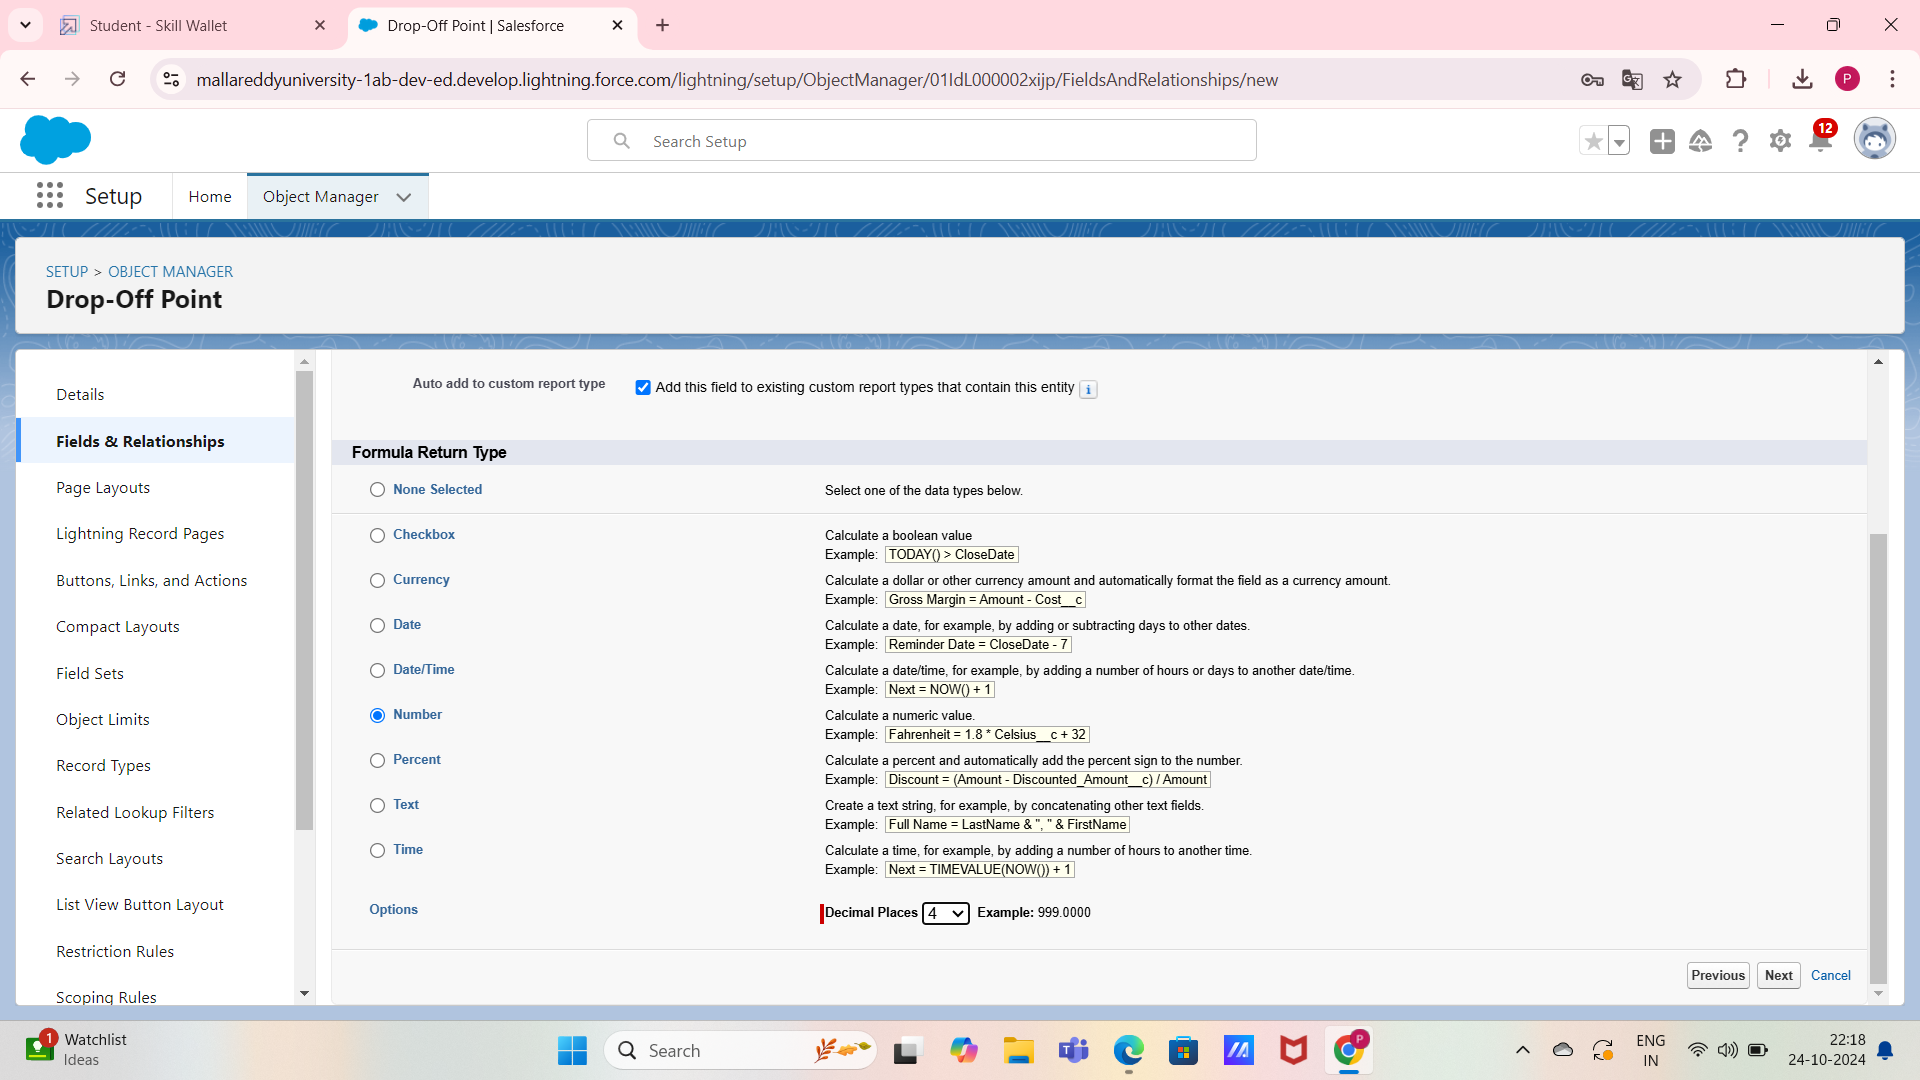 Student - Skill Wallet
Drop-Off Point | Salesforce
mallareddyuniversity-1ab-dev-ed.develop.lightning.force.com/lightning/setup/ObjectManager/01IdL000002xijp/FieldsAndRelationships/new
P
Search Setup
12
Setup
Home
Object Manager
SETUP > OBJECT MANAGER
Drop-Off Point
Details
Fields & Relationships
Page Layouts
Lightning Record Pages
Buttons, Links, and Actions
Compact Layouts
Field Sets
Object Limits
Record Types
Related Lookup Filters
Search Layouts
List View Button Layout
Restriction Rules
Scoping Rules
Auto add to custom report type
Add this field to existing custom report types that contain this entity i
Formula Return Type
None Selected
Select one of the data types below.
Checkbox
Calculate a boolean value
Example: TODAY() > CloseDate
Currency
Calculate a dollar or other currency amount and automatically format the field as a currency amount.
Example: Gross Margin = Amount - Cost__c
Date
Calculate a date, for example, by adding or subtracting days to other dates.
Example: Reminder Date = CloseDate - 7
Date/Time
Calculate a date/time, for example, by adding a number of hours or days to another date/time.
Example: Next = NOW() + 1
Number
Calculate a numeric value.
Example: Fahrenheit = 1.8 * Celsius__c + 32
Percent
Calculate a percent and automatically add the percent sign to the number.
Example: Discount = (Amount - Discounted_Amount__c) / Amount
Text
Create a text string, for example, by concatenating other text fields.
Example: Full Name = LastName & ", " & FirstName
Time
Calculate a time, for example, by adding a number of hours to another time.
Example: Next = TIMEVALUE(NOW()) + 1
Options
Decimal Places 4 Example: 999.0000
Previous
Next
Cancel
1
Watchlist
Ideas
Search
P
ENG
IN
22:18
24-10-2024